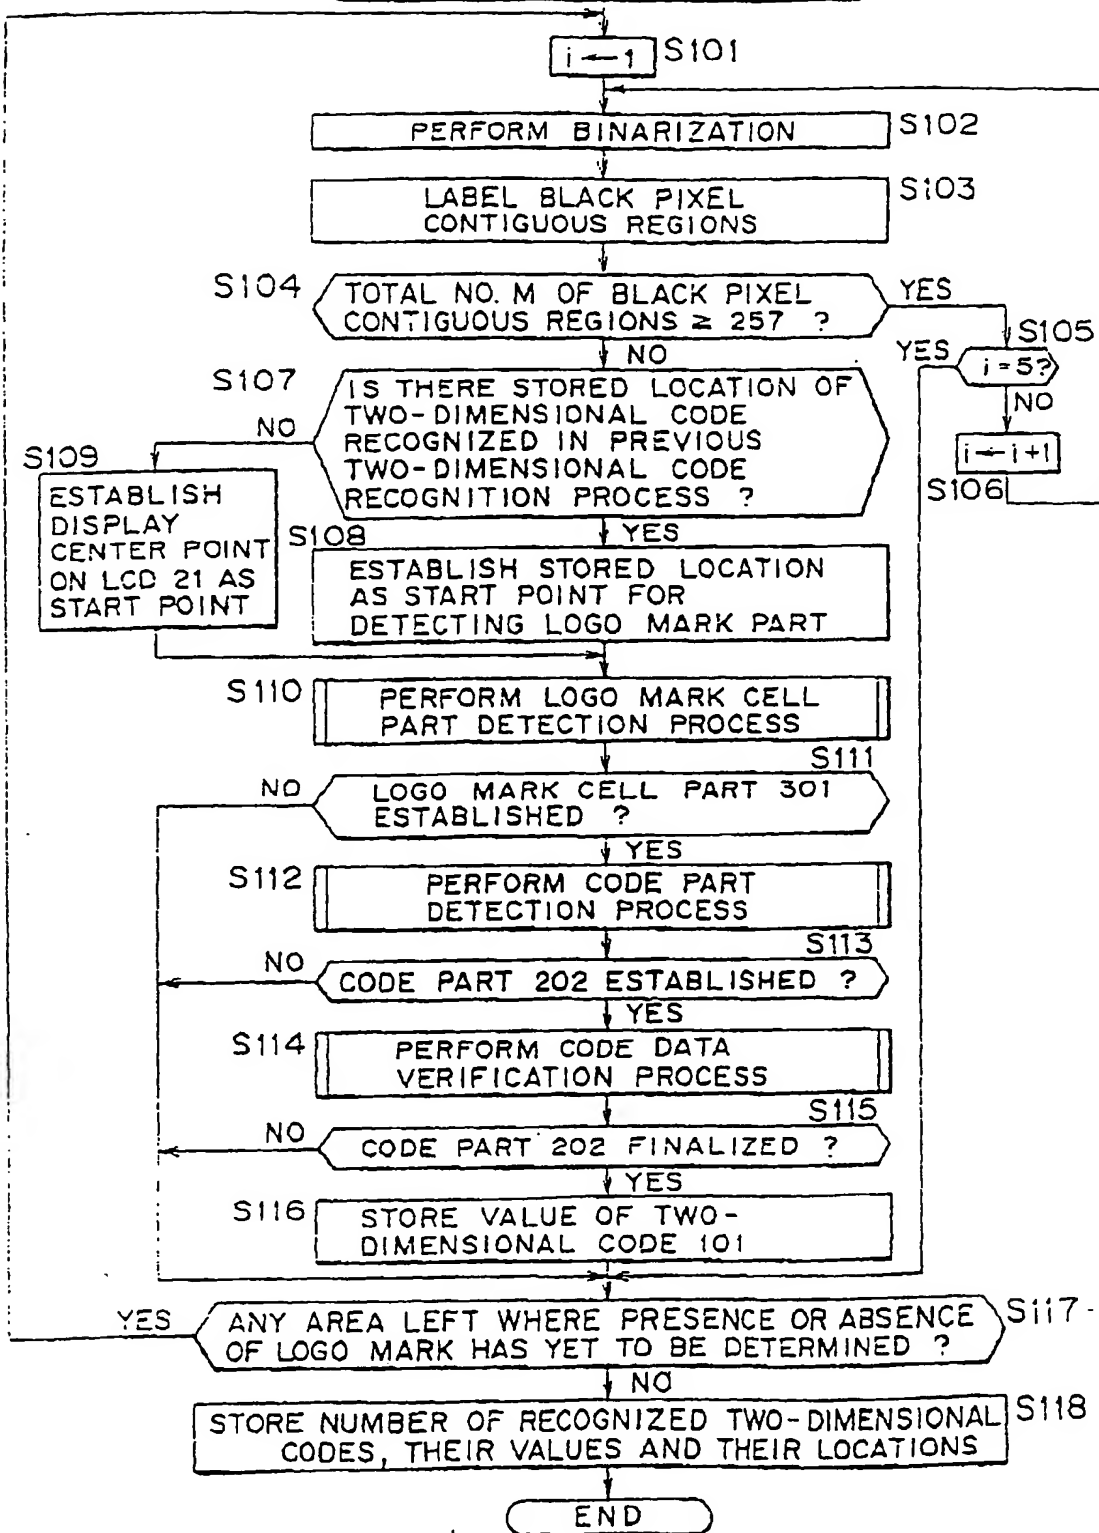 i ← 1
S101
PERFORM BINARIZATION
S102
LABEL BLACK PIXEL
CONTIGUOUS REGIONS
S103
S104
TOTAL NO. M OF BLACK PIXEL
CONTIGUOUS REGIONS ≥ 257 ?
YES
S105
YES
i = 5?
NO
NO
i ← i+1
S106
S107
IS THERE STORED LOCATION OF
TWO-DIMENSIONAL CODE
RECOGNIZED IN PREVIOUS
TWO-DIMENSIONAL CODE
RECOGNITION PROCESS ?
NO
S109
ESTABLISH
DISPLAY
CENTER POINT
ON LCD 21 AS
START POINT
YES
S108
ESTABLISH STORED LOCATION
AS START POINT FOR
DETECTING LOGO MARK PART
S110
PERFORM LOGO MARK CELL
PART DETECTION PROCESS
S111
NO
LOGO MARK CELL PART 301
ESTABLISHED ?
YES
S112
PERFORM CODE PART
DETECTION PROCESS
S113
NO
CODE PART 202 ESTABLISHED ?
YES
S114
PERFORM CODE DATA
VERIFICATION PROCESS
S115
NO
CODE PART 202 FINALIZED ?
YES
S116
STORE VALUE OF TWO-
DIMENSIONAL CODE 101
YES
ANY AREA LEFT WHERE PRESENCE OR ABSENCE
OF LOGO MARK HAS YET TO BE DETERMINED ?
S117
NO
STORE NUMBER OF RECOGNIZED TWO-DIMENSIONAL
CODES, THEIR VALUES AND THEIR LOCATIONS
S118
END